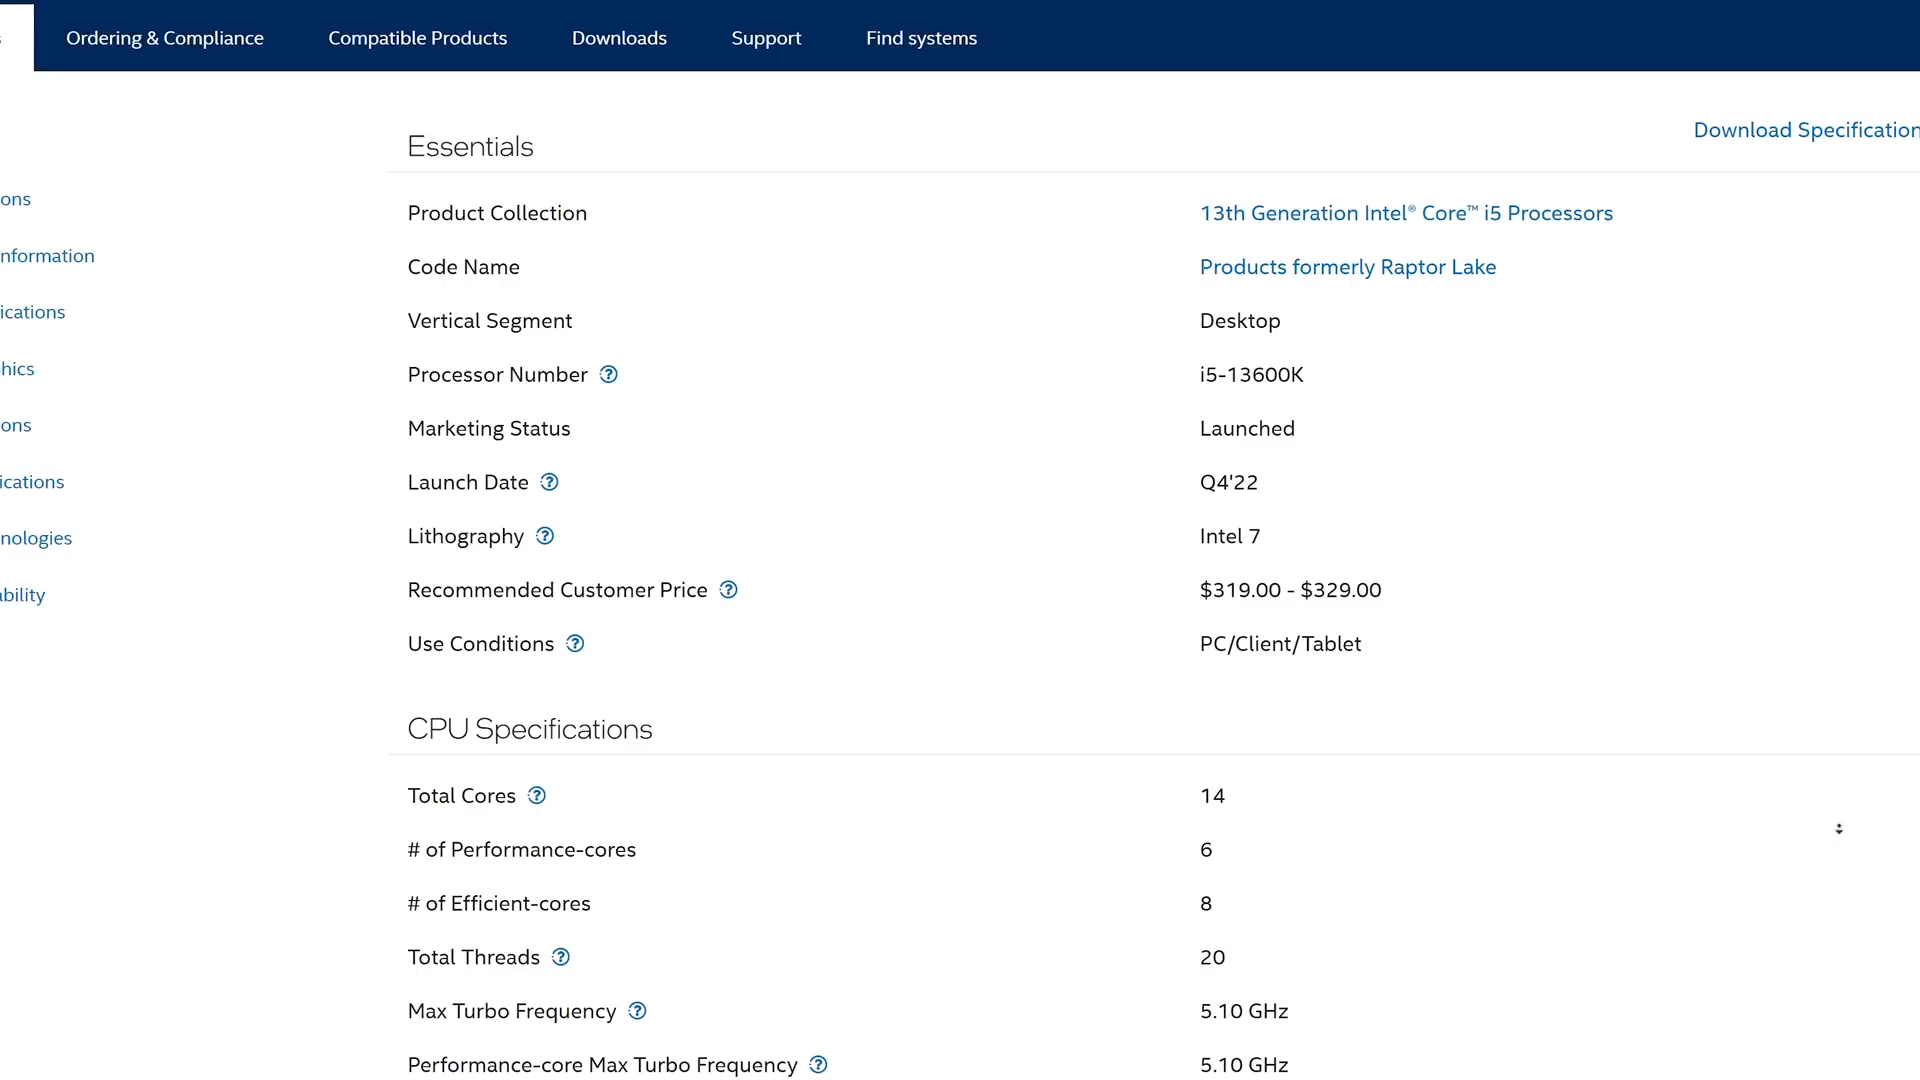 Ordering & Compliance Compatible Products Downloads Support Find systems
Download Specification
Essentials
ons
Product Collection 13th Generation Intel® Core™ i5 Processors
nformation
Code Name Products formerly Raptor Lake
ications
Vertical Segment Desktop
hics
Processor Number ? i5-13600K
ons
Marketing Status Launched
ications
Launch Date ? Q4'22
nologies
Lithography ? Intel 7
ability
Recommended Customer Price ? $319.00 - $329.00
Use Conditions ? PC/Client/Tablet
CPU Specifications
Total Cores ? 14
# of Performance-cores 6
# of Efficient-cores 8
Total Threads ? 20
Max Turbo Frequency ? 5.10 GHz
Performance-core Max Turbo Frequency ? 5.10 GHz